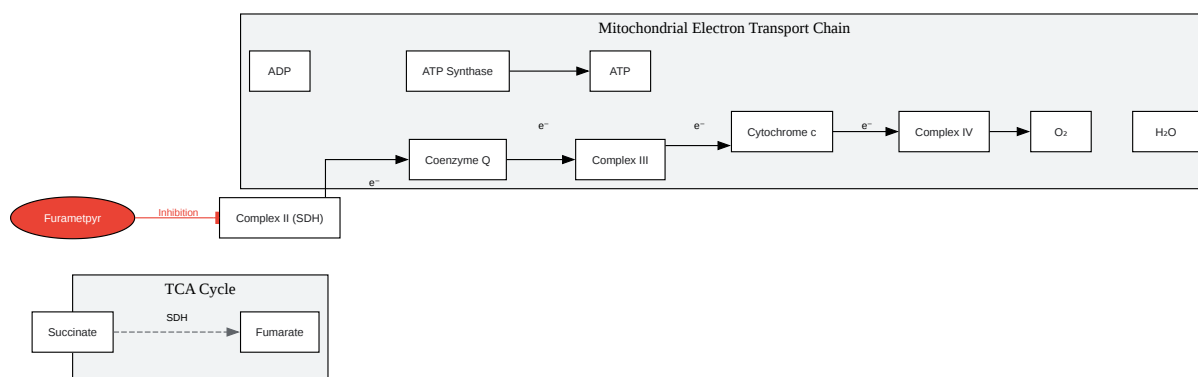 Mitochondrial Electron Transport Chain
ADP
ATP Synthase
ATP
e⁻
e⁻
Cytochrome c
e⁻
Complex IV
O₂
H₂O
Coenzyme Q
Complex III
e⁻
Furametpyr
Inhibition
Complex II (SDH)
TCA Cycle
SDH
Succinate
Fumarate